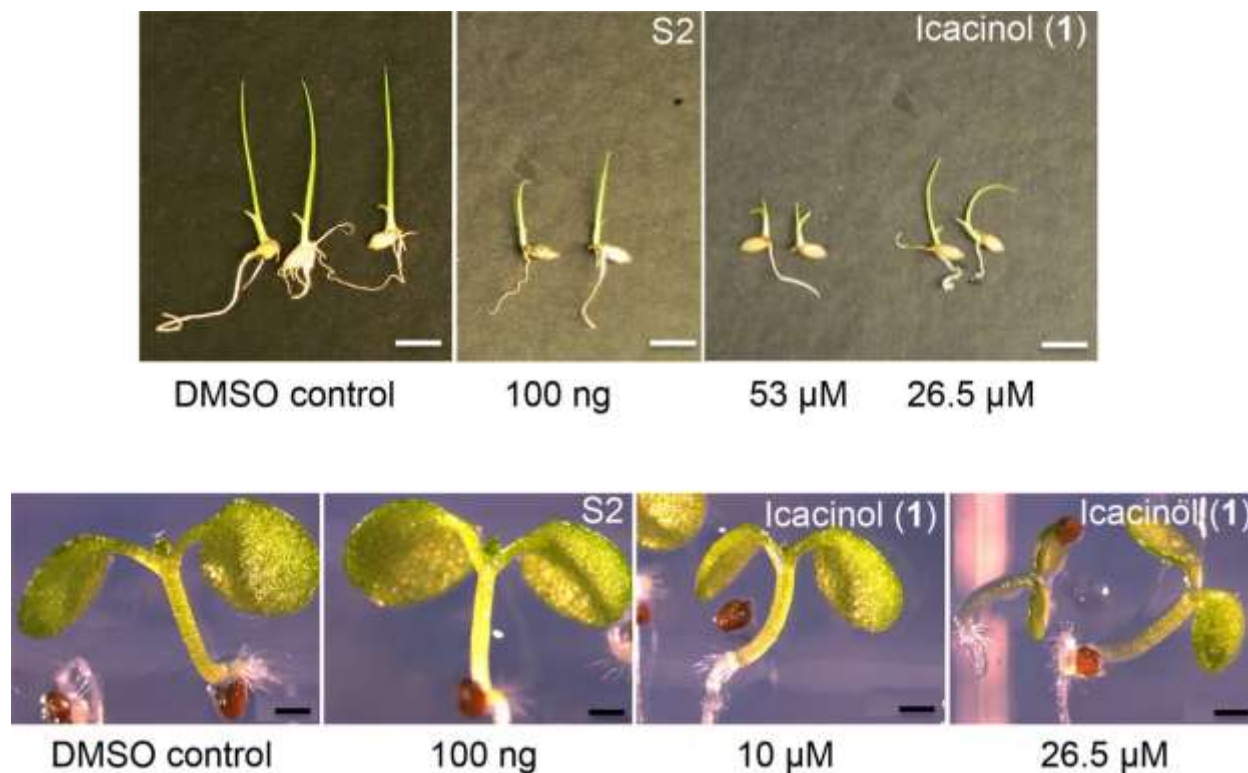 S2
Icacinol (1)
DMSO control
100 ng
53 µM
26.5 µM
S2
Icacinol (1)
Icacinol (1)
DMSO control
100 ng
10 µM
26.5 µM